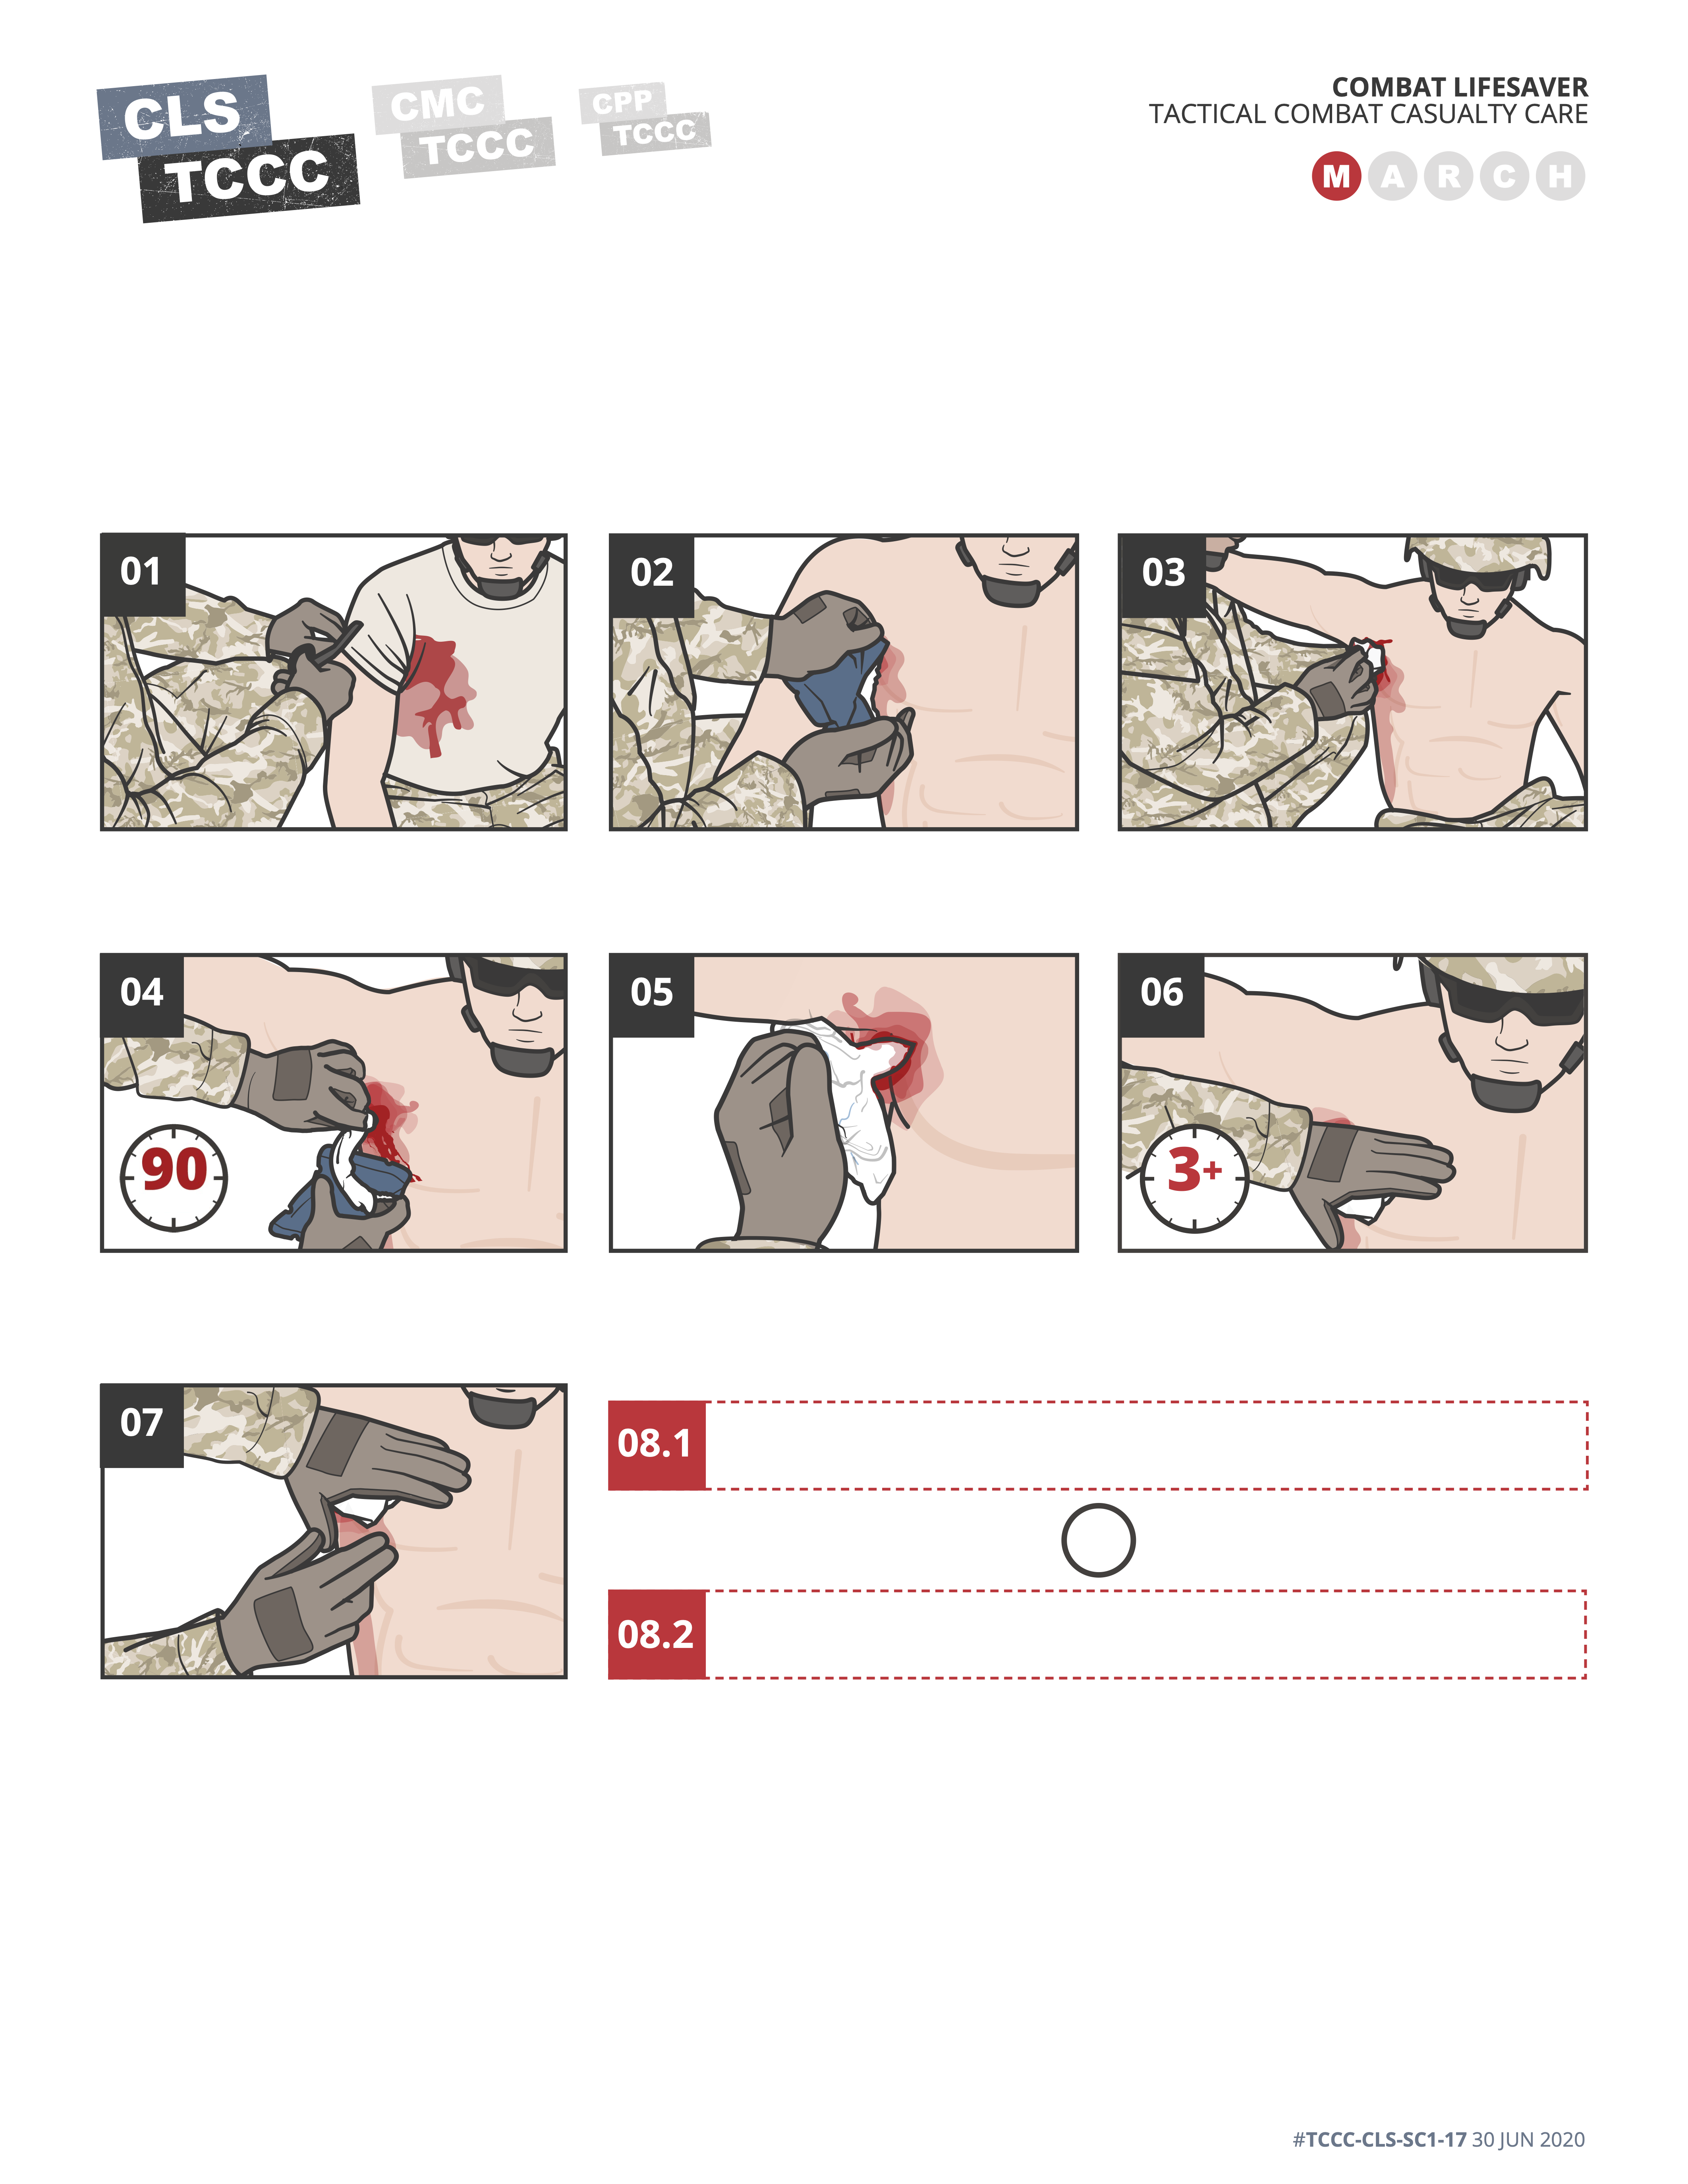 CLS
TCCC
CMC
TCCC
CPP
TCCC
COMBAT LIFESAVER
TACTICAL COMBAT CASUALTY CARE
M A R C H
01
02
03
04
90
05
06
3+
07
08.1
08.2
#TCCC-CLS-SC1-17 30 JUN 2020